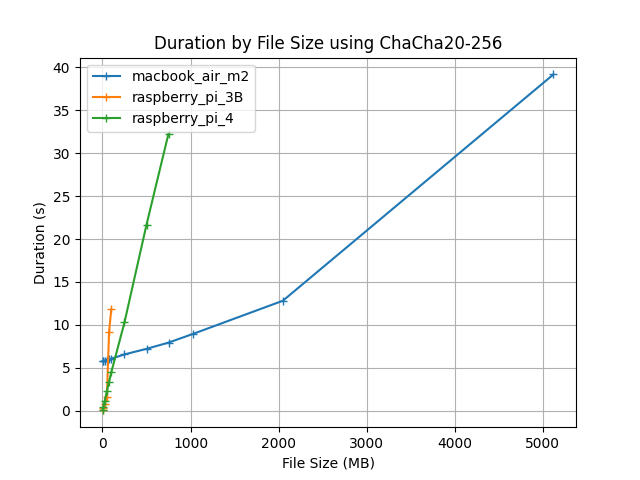 Duration by File Size using ChaCha20-256
macbook_air_m2
raspberry_pi_3B
raspberry_pi_4
Duration (s)
40
35
30
25
20
15
10
5
0
0 1000 2000 3000 4000 5000
File Size (MB)